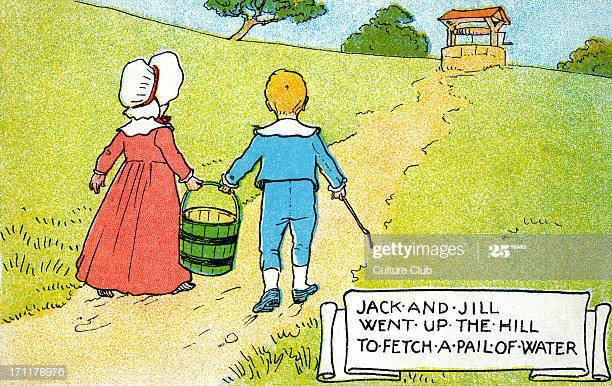 gettyimages®
Culture Club
25 YEARS
JACK·AND·JILL
WENT·UP·THE·HILL
TO·FETCH·A·PAIL·OF·WATER
171178976